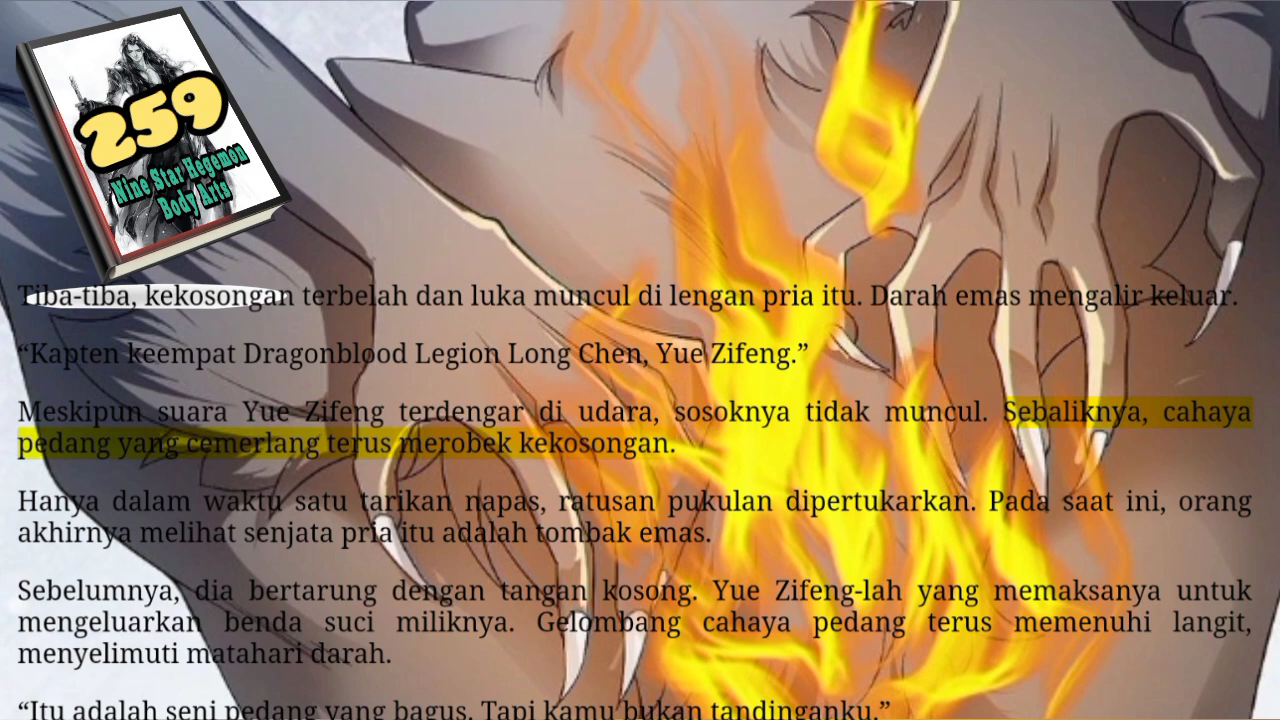 259
Nine Star Hegemon
Body Arts
Tiba-tiba, kekosongan terbelah dan luka muncul di lengan pria itu. Darah emas mengalir keluar.
“Kapten keempat Dragonblood Legion Long Chen, Yue Zifeng.”
Meskipun suara Yue Zifeng terdengar di udara, sosoknya tidak muncul. Sebaliknya, cahaya
pedang yang cemerlang terus merobek kekosongan.
Hanya dalam waktu satu tarikan napas, ratusan pukulan dipertukarkan. Pada saat ini, orang
akhirnya melihat senjata pria itu adalah tombak emas.
Sebelumnya, dia bertarung dengan tangan kosong. Yue Zifeng-lah yang memaksanya untuk
mengeluarkan benda suci miliknya. Gelombang cahaya pedang terus memenuhi langit,
menyelimuti matahari darah.
“Itu adalah seni pedang yang bagus. Tapi kamu bukan tandinganku.”